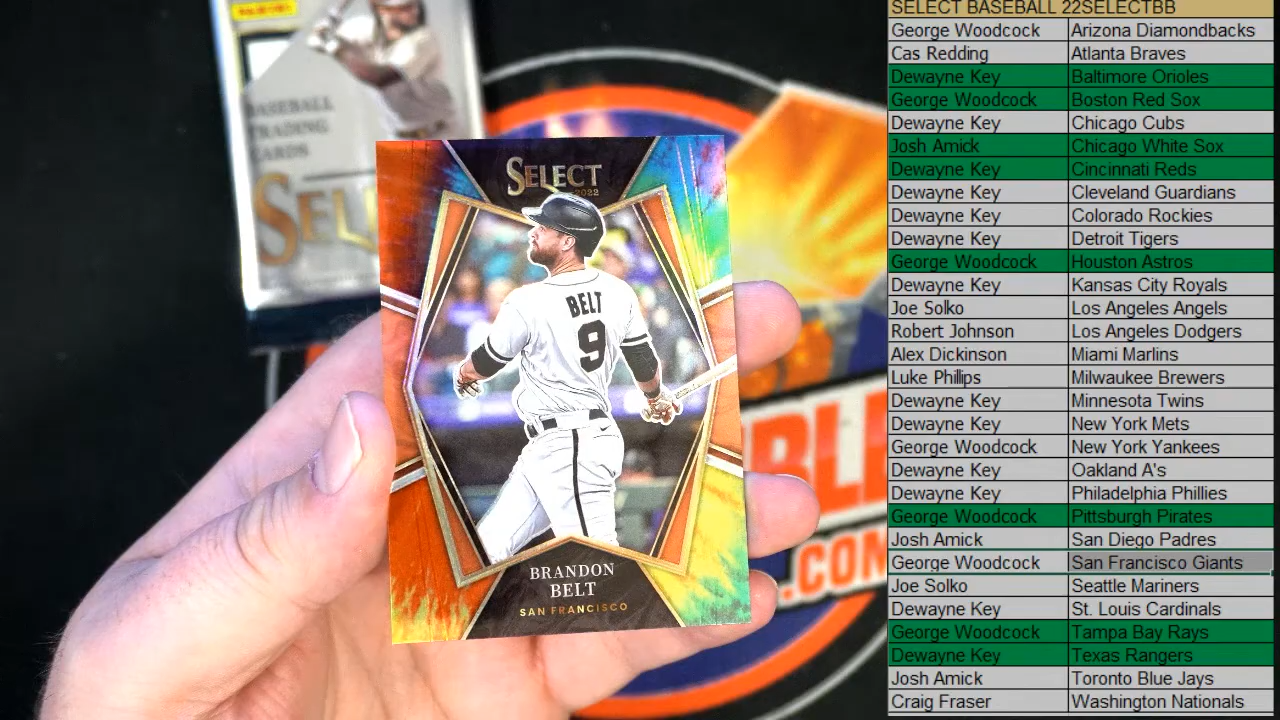 BASEBALL
TRADING
CARDS
SEL
SELECT
2022
BELT
9
BRANDON
BELT
SAN FRANCISCO
BLE
.COM
SELECT BASEBALL 22SELECTBB
George Woodcock Arizona Diamondbacks
Cas Redding Atlanta Braves
Dewayne Key Baltimore Orioles
George Woodcock Boston Red Sox
Dewayne Key Chicago Cubs
Josh Amick Chicago White Sox
Dewayne Key Cincinnati Reds
Dewayne Key Cleveland Guardians
Dewayne Key Colorado Rockies
Dewayne Key Detroit Tigers
George Woodcock Houston Astros
Dewayne Key Kansas City Royals
Joe Solko Los Angeles Angels
Robert Johnson Los Angeles Dodgers
Alex Dickinson Miami Marlins
Luke Phillips Milwaukee Brewers
Dewayne Key Minnesota Twins
Dewayne Key New York Mets
George Woodcock New York Yankees
Dewayne Key Oakland A's
Dewayne Key Philadelphia Phillies
George Woodcock Pittsburgh Pirates
Josh Amick San Diego Padres
George Woodcock San Francisco Giants
Joe Solko Seattle Mariners
Dewayne Key St. Louis Cardinals
George Woodcock Tampa Bay Rays
Dewayne Key Texas Rangers
Josh Amick Toronto Blue Jays
Craig Fraser Washington Nationals